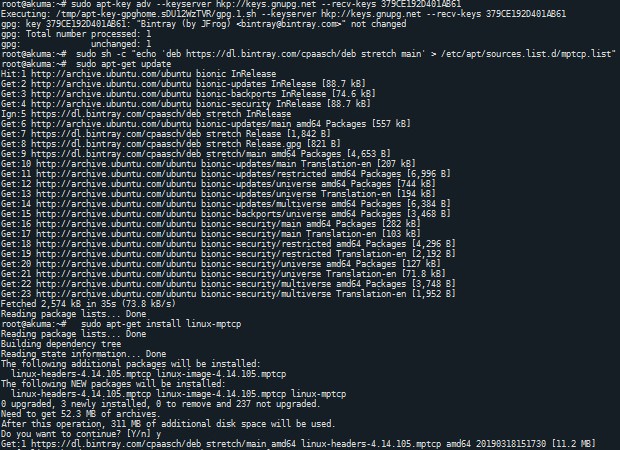 root@akuma:~# sudo apt-key adv --keyserver hkp://keys.gnupg.net --recv-keys 379CE192D401AB61
Executing: /tmp/apt-key-gpghome.sDU12WzTVR/gpg.1.sh --keyserver hkp://keys.gnupg.net --recv-keys 379CE192D401AB61
gpg: key 379CE192D401AB61: "Bintray (by JFrog) <bintray@bintray.com>" not changed
gpg: Total number processed: 1
gpg:              unchanged: 1
root@akuma:~#  sudo sh -c "echo 'deb https://dl.bintray.com/cpaasch/deb stretch main' > /etc/apt/sources.list.d/mptcp.list"
root@akuma:~#  sudo apt-get update
Hit:1 http://archive.ubuntu.com/ubuntu bionic InRelease
Get:2 http://archive.ubuntu.com/ubuntu bionic-updates InRelease [88.7 kB]
Get:3 http://archive.ubuntu.com/ubuntu bionic-backports InRelease [74.6 kB]
Get:4 http://archive.ubuntu.com/ubuntu bionic-security InRelease [88.7 kB]
Ign:5 https://dl.bintray.com/cpaasch/deb stretch InRelease
Get:6 http://archive.ubuntu.com/ubuntu bionic-updates/main amd64 Packages [557 kB]
Get:7 https://dl.bintray.com/cpaasch/deb stretch Release [1,842 B]
Get:8 https://dl.bintray.com/cpaasch/deb stretch Release.gpg [821 B]
Get:9 https://dl.bintray.com/cpaasch/deb stretch/main amd64 Packages [4,653 B]
Get:10 http://archive.ubuntu.com/ubuntu bionic-updates/main Translation-en [207 kB]
Get:11 http://archive.ubuntu.com/ubuntu bionic-updates/restricted amd64 Packages [6,996 B]
Get:12 http://archive.ubuntu.com/ubuntu bionic-updates/universe amd64 Packages [744 kB]
Get:13 http://archive.ubuntu.com/ubuntu bionic-updates/universe Translation-en [194 kB]
Get:14 http://archive.ubuntu.com/ubuntu bionic-updates/multiverse amd64 Packages [6,384 B]
Get:15 http://archive.ubuntu.com/ubuntu bionic-backports/universe amd64 Packages [3,468 B]
Get:16 http://archive.ubuntu.com/ubuntu bionic-security/main amd64 Packages [282 kB]
Get:17 http://archive.ubuntu.com/ubuntu bionic-security/main Translation-en [103 kB]
Get:18 http://archive.ubuntu.com/ubuntu bionic-security/restricted amd64 Packages [4,296 B]
Get:19 http://archive.ubuntu.com/ubuntu bionic-security/restricted Translation-en [2,192 B]
Get:20 http://archive.ubuntu.com/ubuntu bionic-security/universe amd64 Packages [127 kB]
Get:21 http://archive.ubuntu.com/ubuntu bionic-security/universe Translation-en [71.8 kB]
Get:22 http://archive.ubuntu.com/ubuntu bionic-security/multiverse amd64 Packages [3,748 B]
Get:23 http://archive.ubuntu.com/ubuntu bionic-security/multiverse Translation-en [1,952 B]
Fetched 2,574 kB in 35s (73.8 kB/s)
Reading package lists... Done
root@akuma:~#   sudo apt-get install linux-mptcp
Reading package lists... Done
Building dependency tree
Reading state information... Done
The following additional packages will be installed:
  linux-headers-4.14.105.mptcp linux-image-4.14.105.mptcp
The following NEW packages will be installed:
  linux-headers-4.14.105.mptcp linux-image-4.14.105.mptcp linux-mptcp
0 upgraded, 3 newly installed, 0 to remove and 237 not upgraded.
Need to get 52.3 MB of archives.
After this operation, 311 MB of additional disk space will be used.
Do you want to continue? [Y/n] y
Get:1 https://dl.bintray.com/cpaasch/deb stretch/main amd64 linux-headers-4.14.105.mptcp amd64 20190318151730 [11.2 MB]